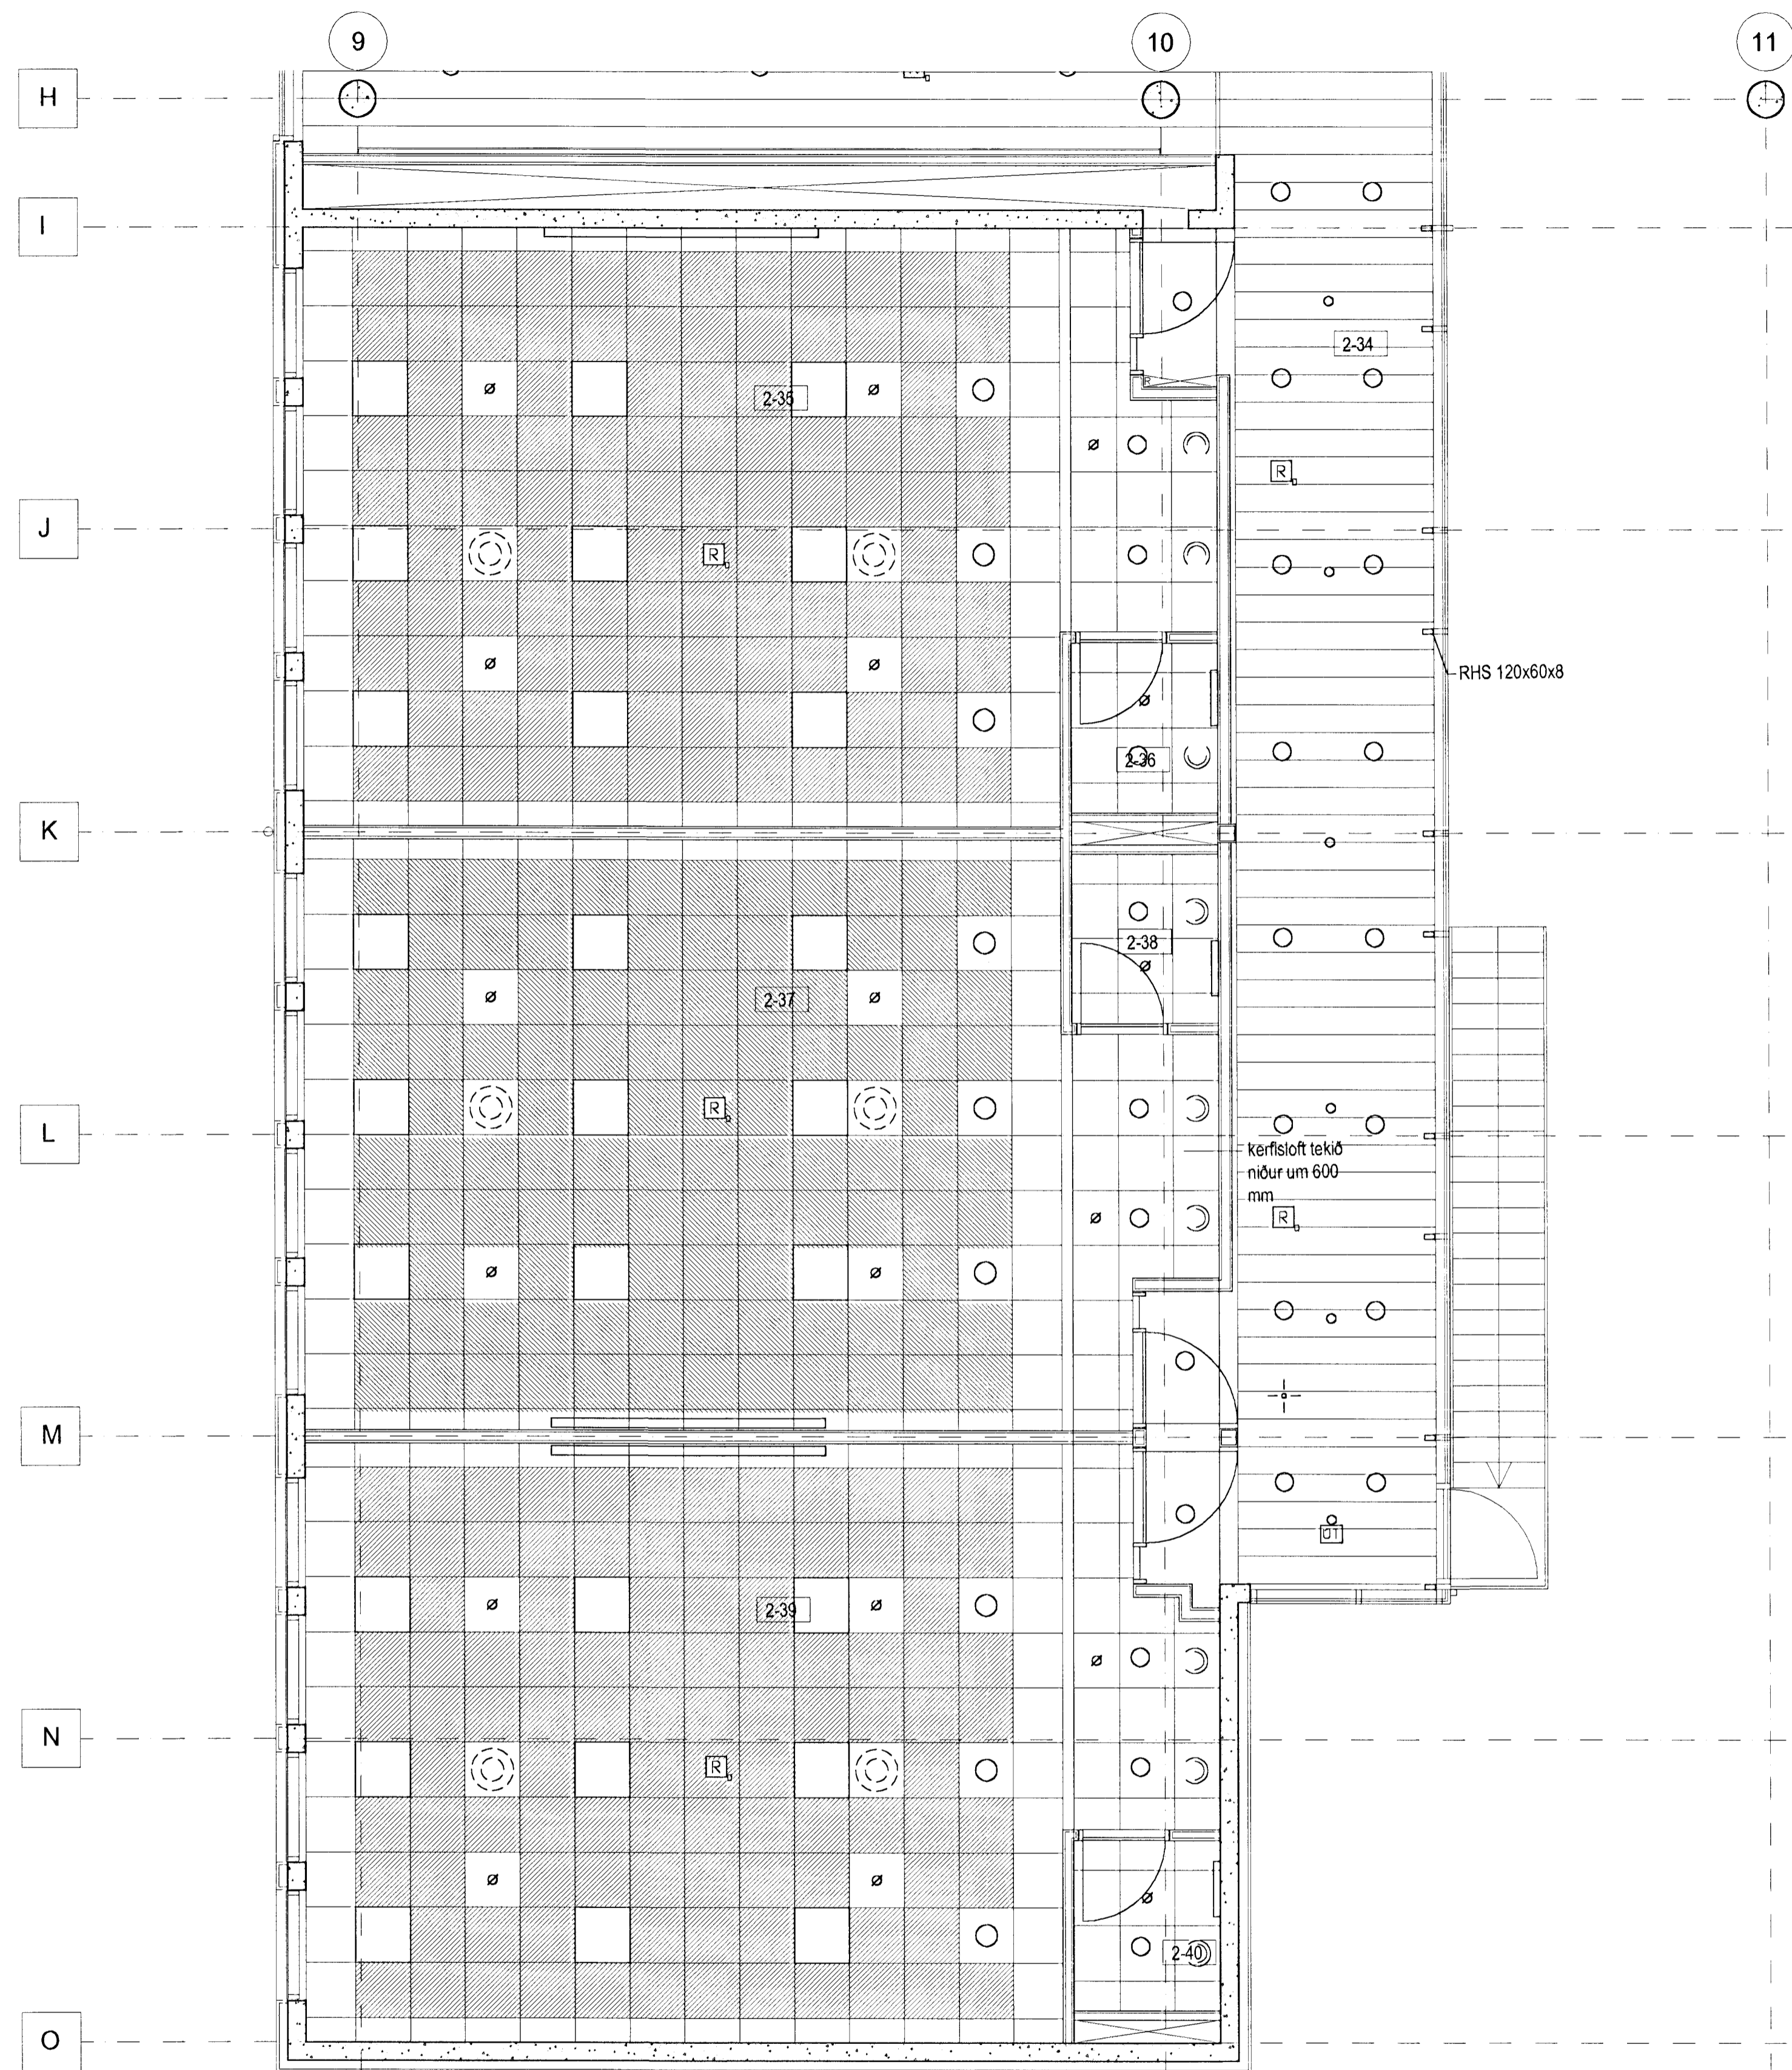 9
10
11
H
I
2-34
2-35
R
J
R
R
RHS 120x60x8
2-36
K
2-38
2-37
R
L
kerfisloft tekið
niður um 600
mm
R
M
ÚT
2-39
N
R
2-40
O